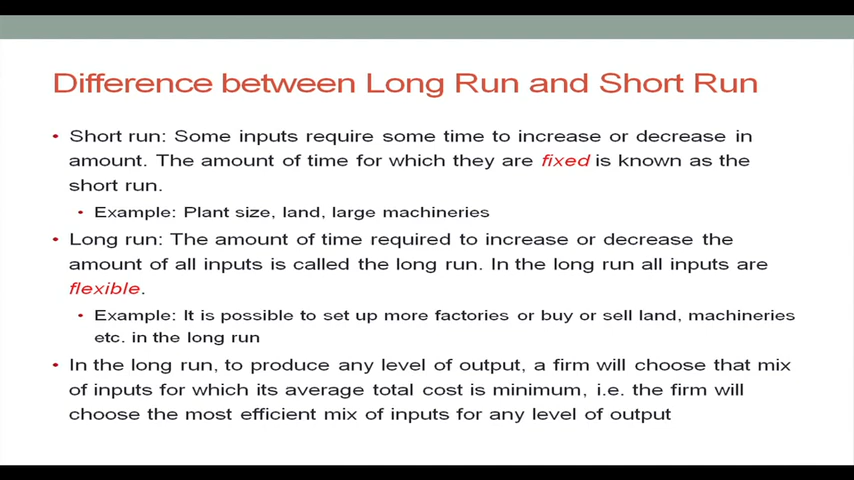 Difference between Long Run and Short Run
• Short run: Some inputs require some time to increase or decrease in
amount. The amount of time for which they are fixed is known as the
short run.
• Example: Plant size, land, large machineries
• Long run: The amount of time required to increase or decrease the
amount of all inputs is called the long run. In the long run all inputs are
flexible.
• Example: It is possible to set up more factories or buy or sell land, machineries
etc. in the long run
• In the long run, to produce any level of output, a firm will choose that mix
of inputs for which its average total cost is minimum, i.e. the firm will
choose the most efficient mix of inputs for any level of output